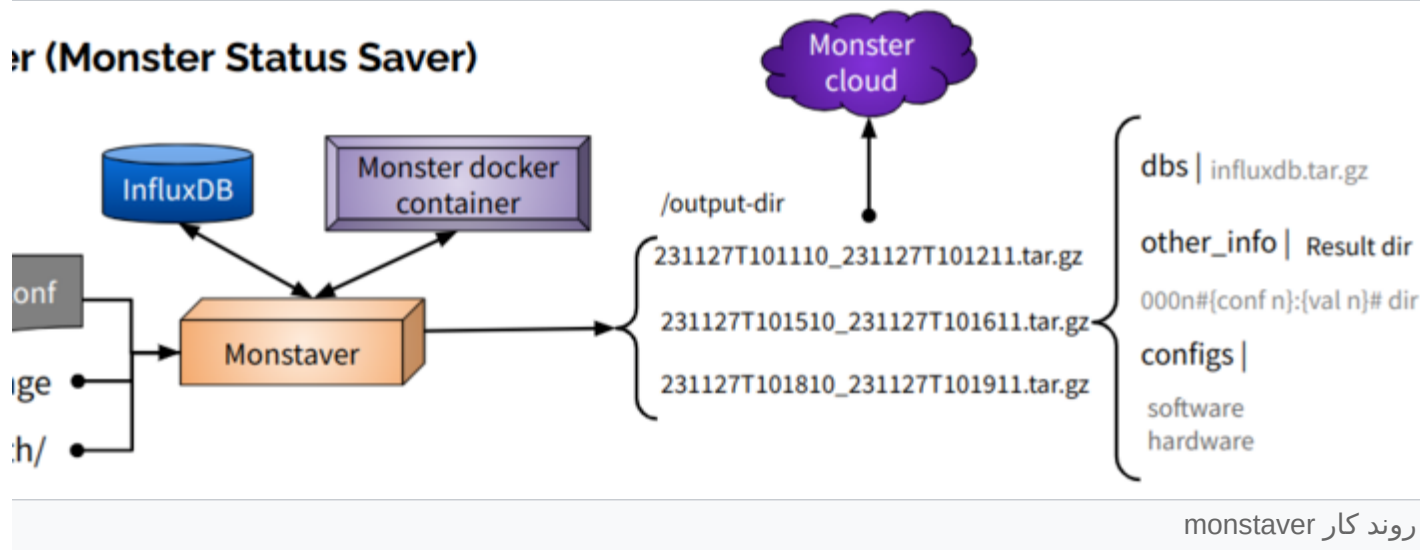 er (Monster Status Saver)
Monster
cloud
InfluxDB
Monster docker
container
/output-dir
231127T101110_231127T101211.tar.gz
231127T101510_231127T101611.tar.gz
231127T101810_231127T101911.tar.gz
onf
Monstaver
ge
h/
dbs | influxdb.tar.gz
other_info | Result dir
000n#{conf n}:{val n}# dir
configs |
software
hardware
روند کار monstaver